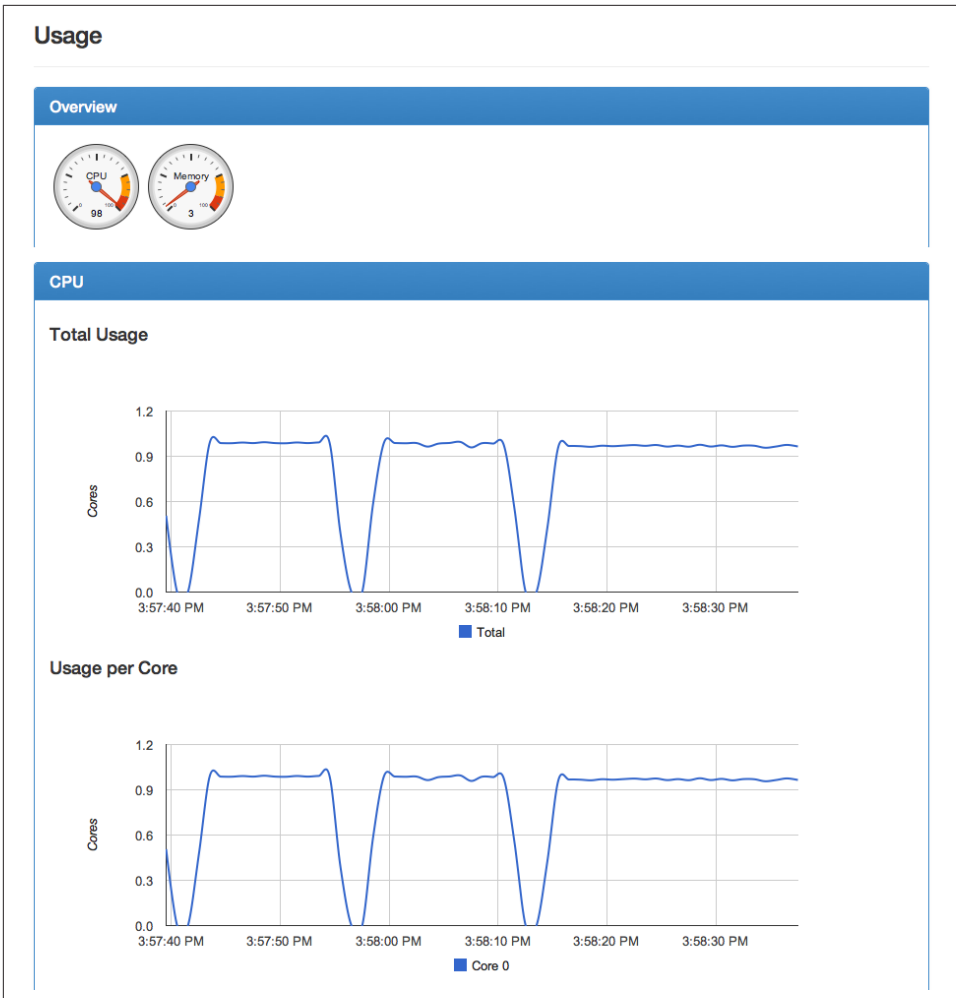 Usage
Overview
CPU
0 100
98
Memory
0 100
3
CPU
Total Usage
1.2
0.9
0.6
0.3
0.0
Cores
3:57:40 PM 3:57:50 PM 3:58:00 PM 3:58:10 PM 3:58:20 PM 3:58:30 PM
Total
Usage per Core
1.2
0.9
0.6
0.3
0.0
Cores
3:57:40 PM 3:57:50 PM 3:58:00 PM 3:58:10 PM 3:58:20 PM 3:58:30 PM
Core 0